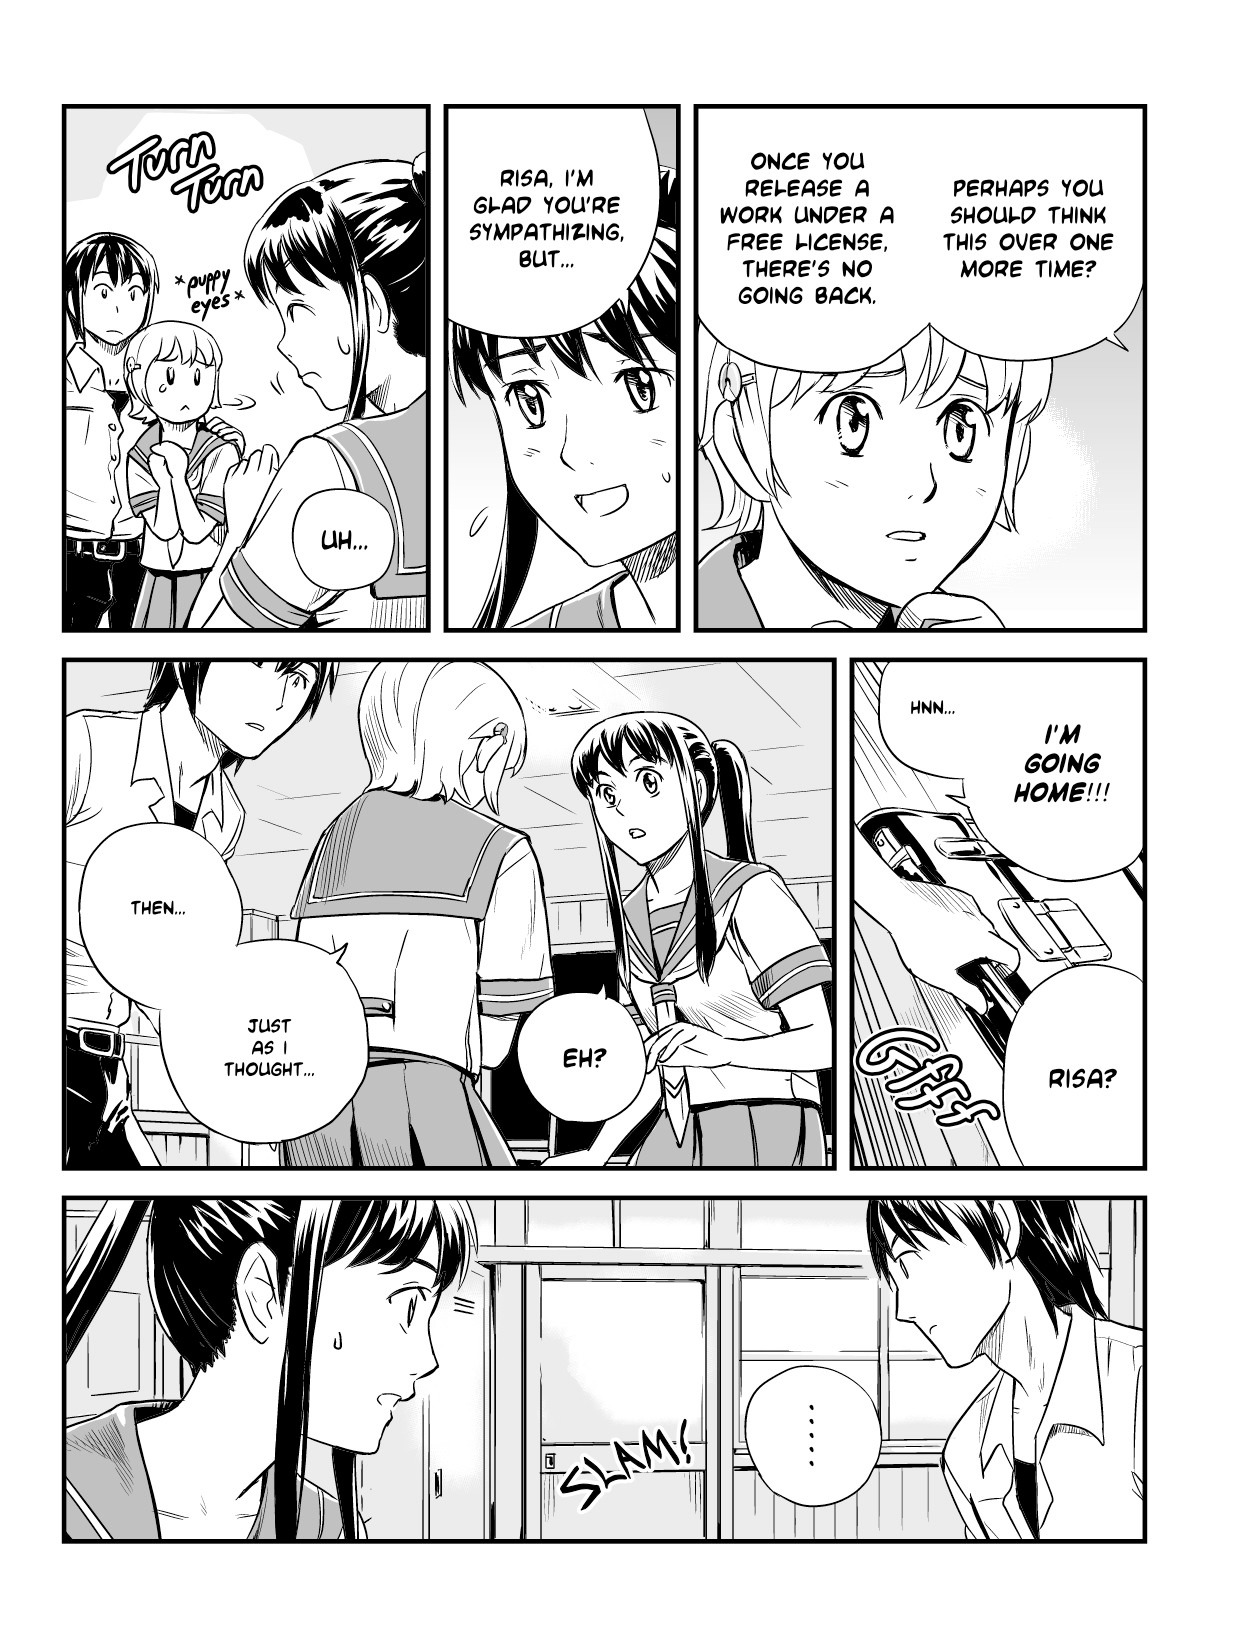 PERHAPS YOU
SHOULD THINK
THIS OVER ONE
MORE TIME?
ONCE YOU
RELEASE A
WORK UNDER A
FREE LICENSE,
THERE'S NO
GOING BACK.
RISA, I'M
GLAD YOU'RE
SYMPATHIZING,
BUT...
Turn
Turn
*puppy
eyes*
UH...
I'M
GOING
HOME!!!
HNN...
RISA?
Gfff
EH?
JUST
AS I
THOUGHT...
THEN...
......
SLAM!